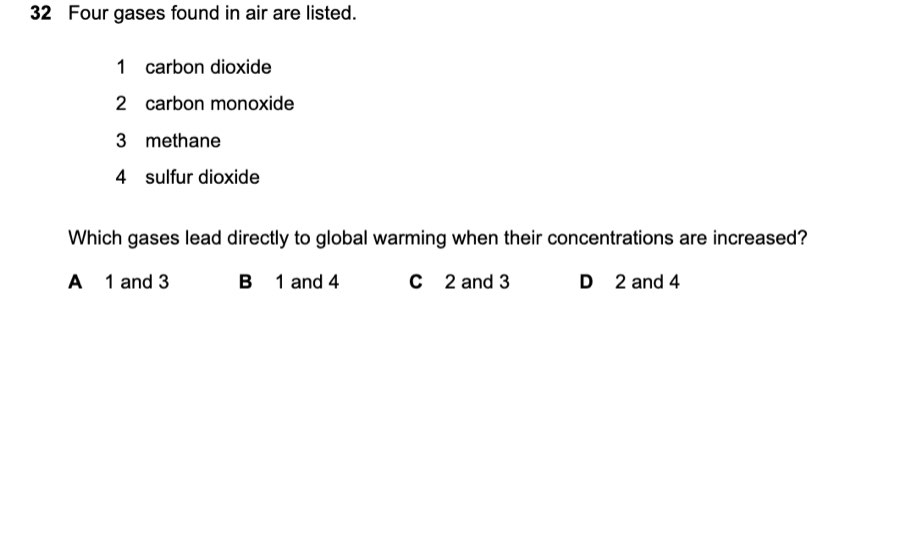 32 Four gases found in air are listed.
1 carbon dioxide
2 carbon monoxide
3 methane
4 sulfur dioxide
Which gases lead directly to global warming when their concentrations are increased?
A 1 and 3 B 1 and 4 C 2 and 3 D 2 and 4